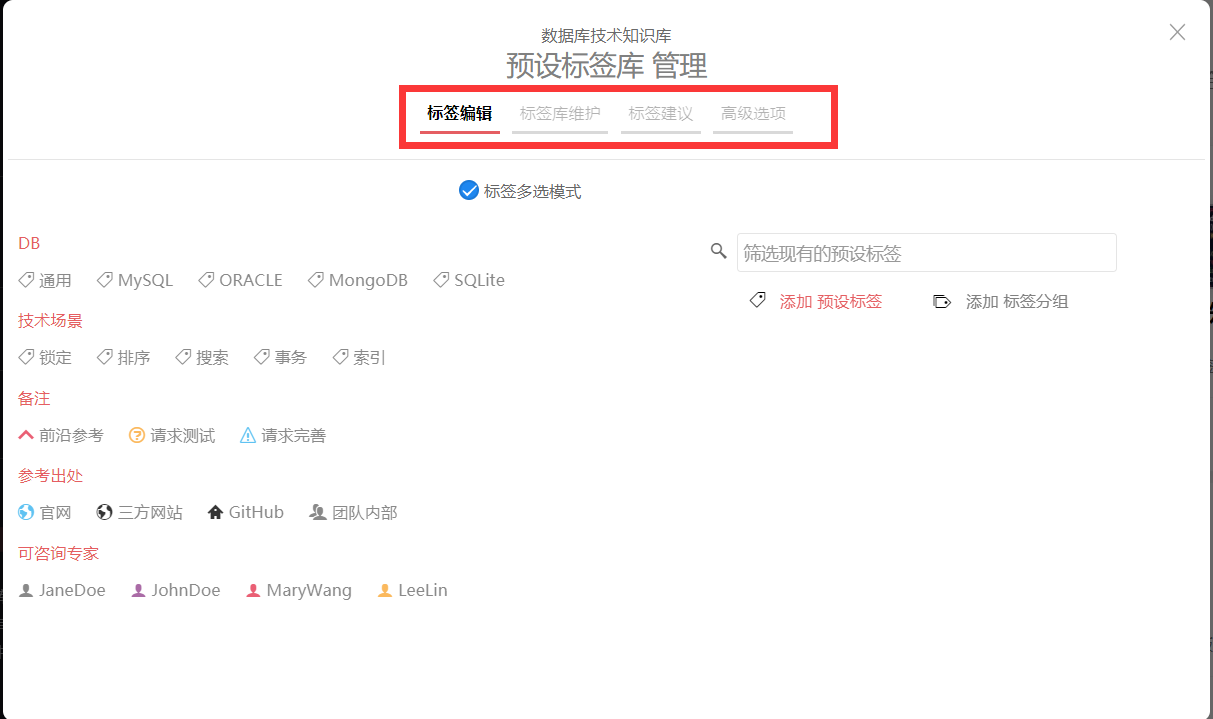 数据库技术知识库
预设标签库 管理
标签编辑 标签库维护 标签建议 高级选项
标签多选模式
DB
通用 MySQL ORACLE MongoDB SQLite
技术场景
锁定 排序 搜索 事务 索引
备注
前沿参考 请求测试 请求完善
参考出处
官网 三方网站 GitHub 团队内部
可咨询专家
JaneDoe JohnDoe MaryWang LeeLin
筛选现有的预设标签
添加 预设标签 添加 标签分组